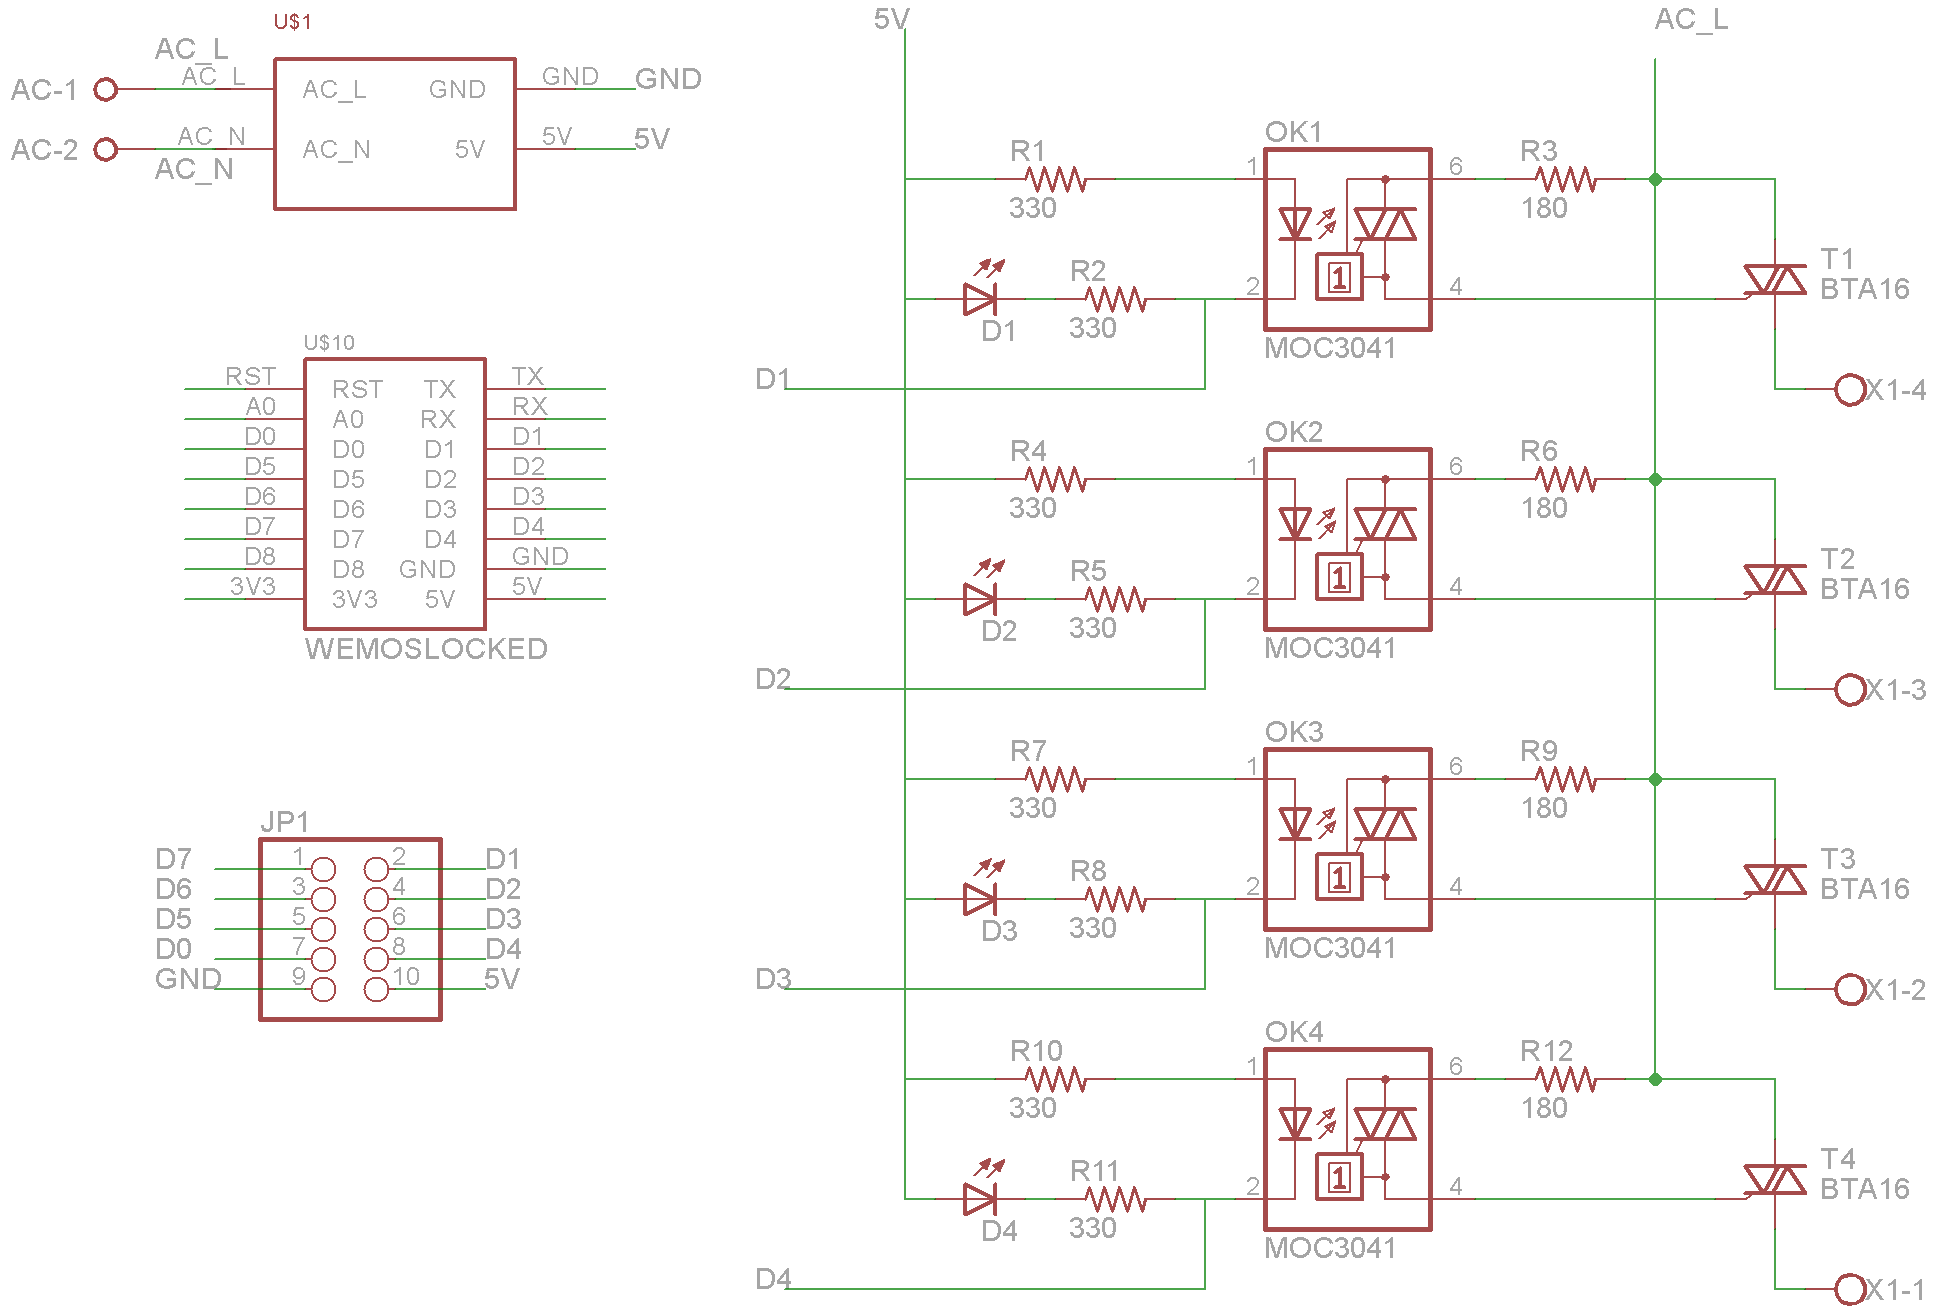 U$1
AC_L
AC-1
AC_L
AC_L
GND
GND
GND
AC-2
AC_N
AC_N
AC_N
5V
5V
5V
U$10
RST
RST
TX
TX
A0
A0
RX
RX
D0
D0
D1
D1
D5
D5
D2
D2
D6
D6
D3
D3
D7
D7
D4
D4
D8
D8
GND
GND
3V3
3V3
5V
5V
WEMOSLOCKED
JP1
D7
1
2
D1
D6
3
4
D2
D5
5
6
D3
D0
7
8
D4
GND
9
10
5V
5V
AC_L
OK1
R1
330
1
6
R3
180
D1
R2
330
2
1
4
T1
BTA16
MOC3041
D1
X1-4
OK2
R4
330
1
6
R6
180
D2
R5
330
2
1
4
T2
BTA16
MOC3041
D2
X1-3
OK3
R7
330
1
6
R9
180
D3
R8
330
2
1
4
T3
BTA16
MOC3041
D3
X1-2
OK4
R10
330
1
6
R12
180
D4
R11
330
2
1
4
T4
BTA16
MOC3041
D4
X1-1